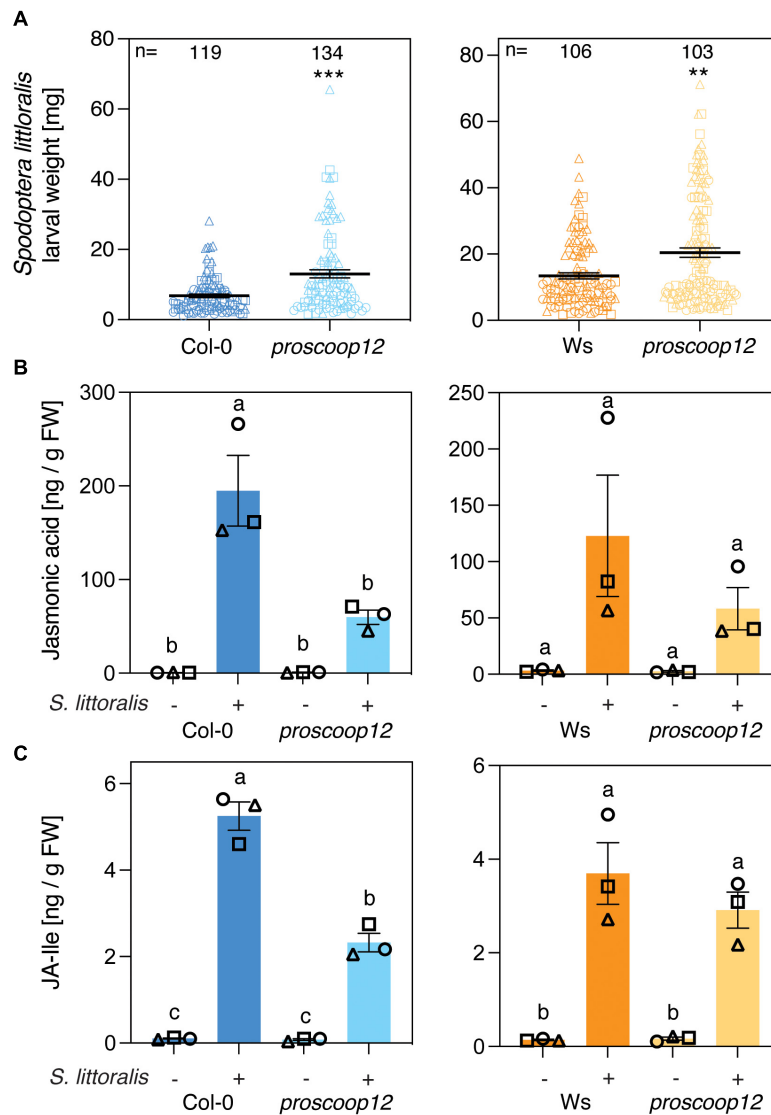 A
n= 119 134
***
80
60
40
20
0
Spodoptera littloralis
larval weight [mg]
Col-0 proscoop12
n= 106 103
**
80
60
40
20
0
Ws proscoop12
B
300
200
100
0
Jasmonic acid [ng / g FW]
b a b b
S. littoralis - + - +
Col-0 proscoop12
250
200
150
100
50
0
a a a a
- + - +
Ws proscoop12
C
6
4
2
0
JA-Ile [ng / g FW]
c a c b
S. littoralis - + - +
Col-0 proscoop12
6
4
2
0
b a b a
- + - +
Ws proscoop12